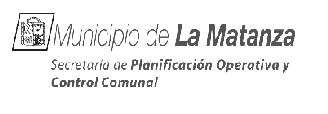 Municipio de La Matanza
Secretaría de Planificación Operativa y
Control Comunal